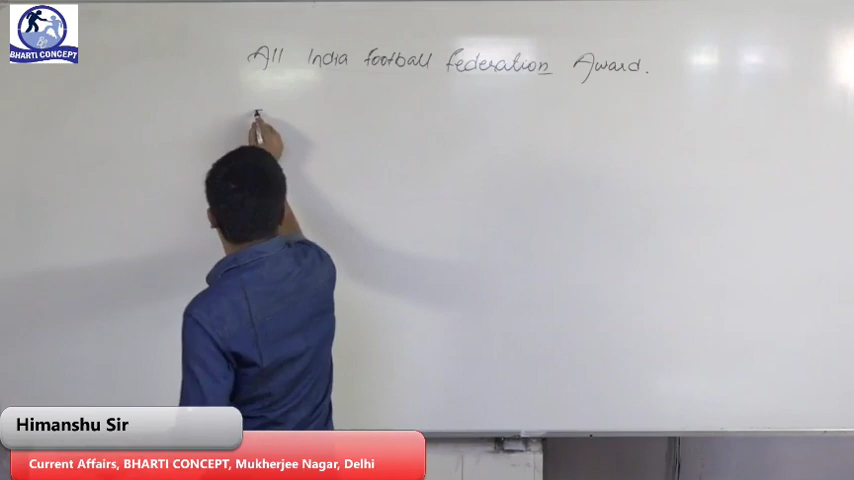 BHARTI CONCEPT
All India football federation Award.
Himanshu Sir
Current Affairs, BHARTI CONCEPT, Mukherjee Nagar, Delhi